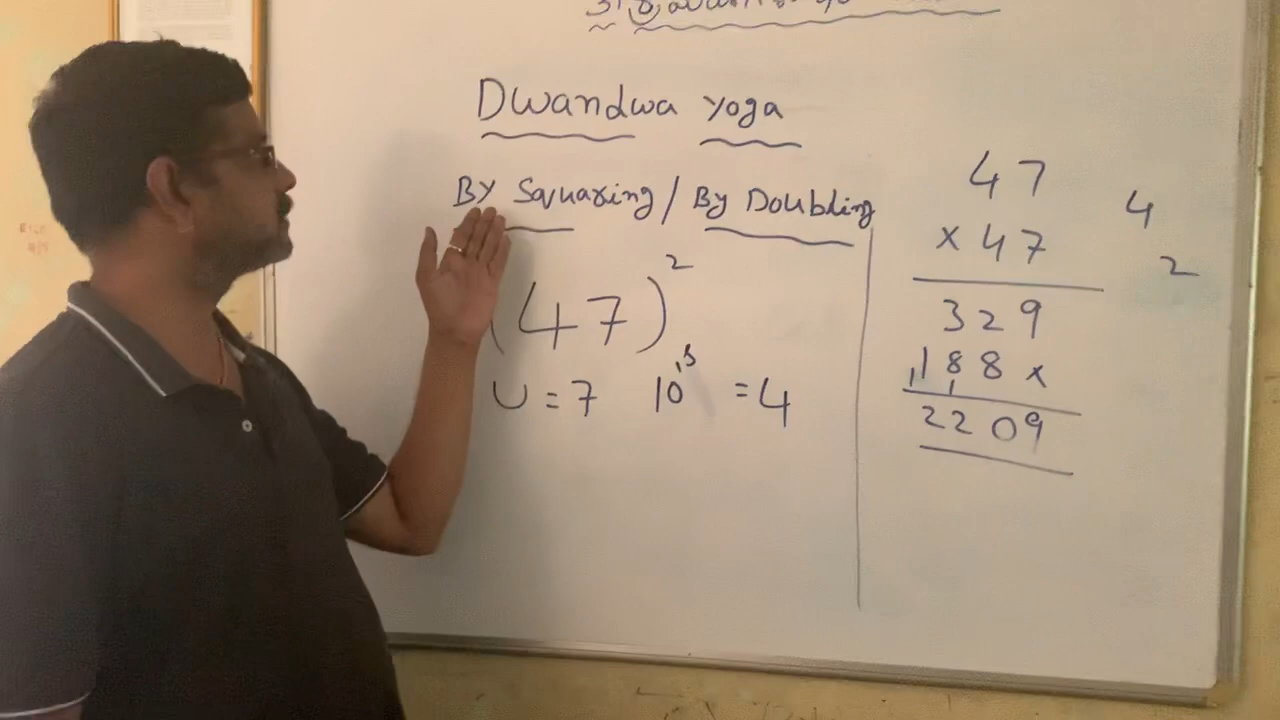 Dwandwa yoga
By Squaring / By Doubling
(47)²
U = 7 10's = 4
47
× 47
329
188×
2209
4
2